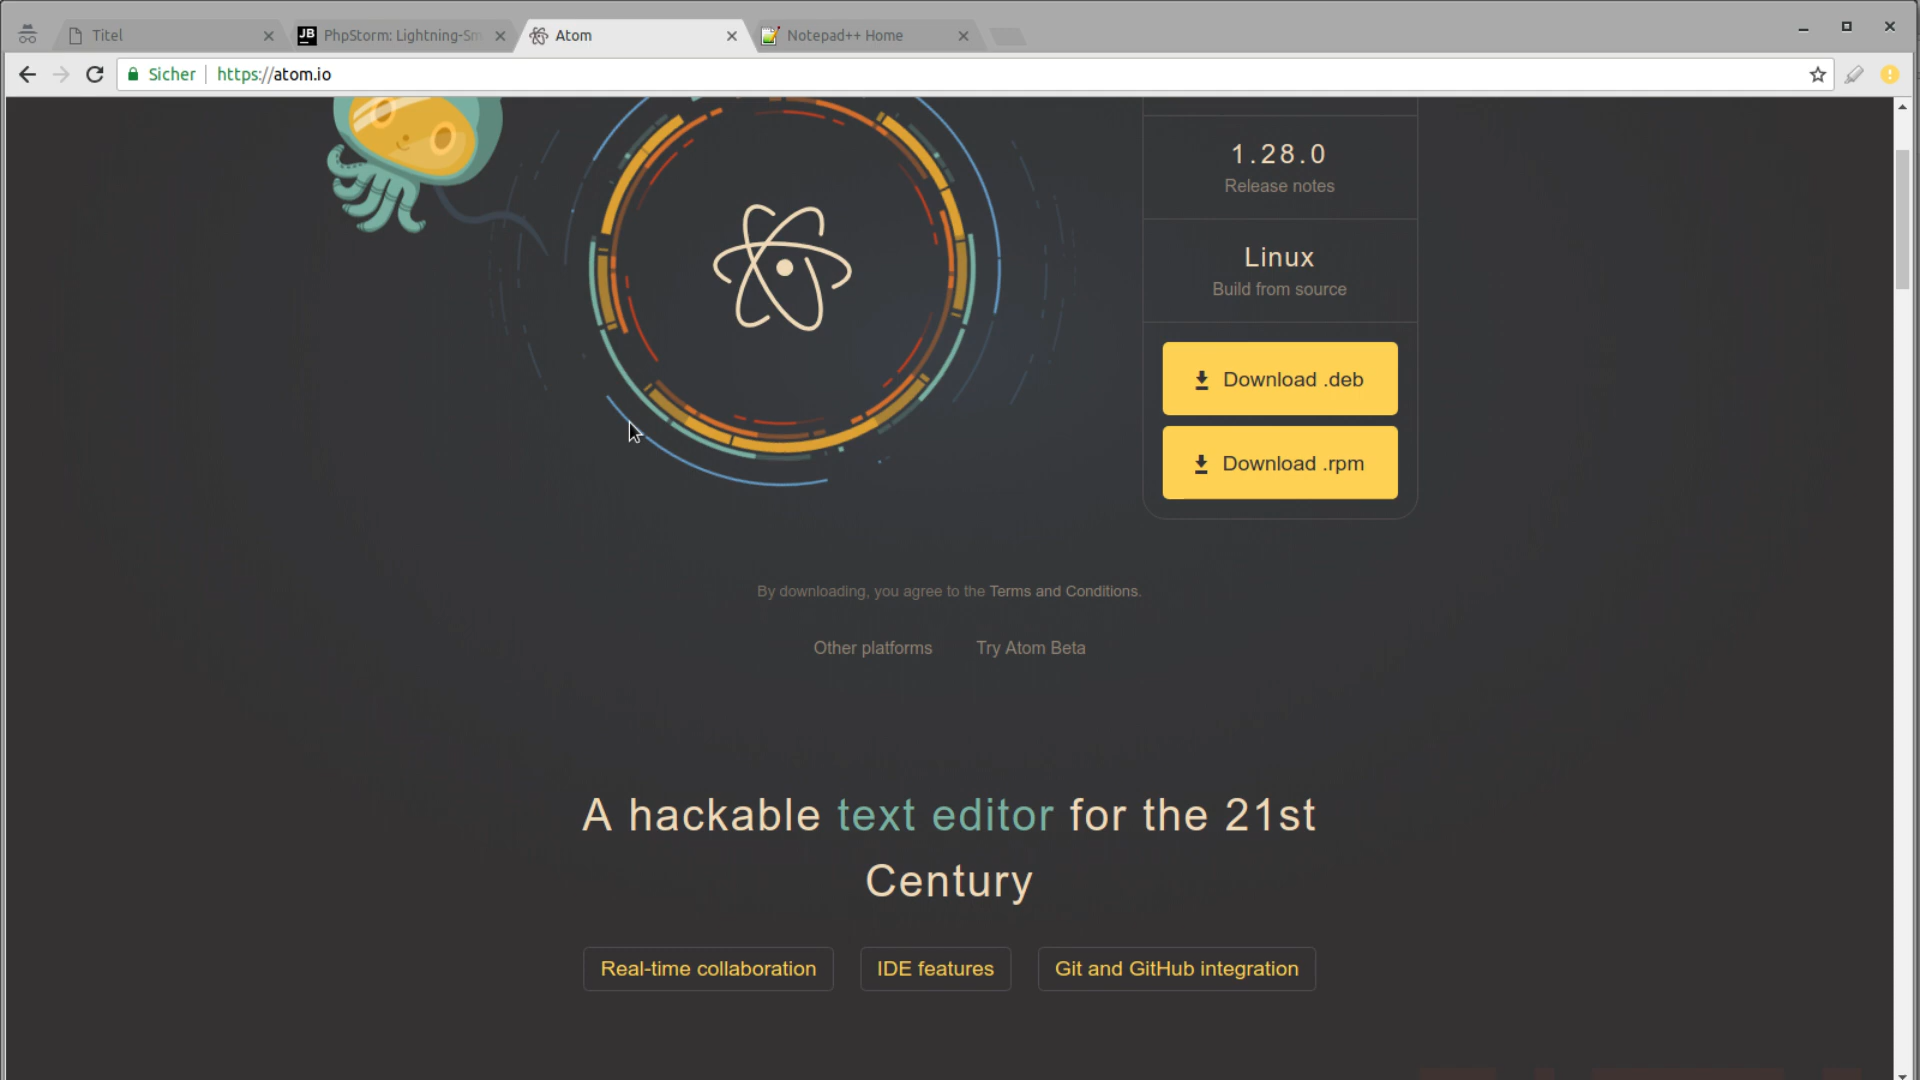 Titel
JB PhpStorm: Lightning-Sm
Atom
Notepad++ Home
Sicher https://atom.io
1.28.0
Release notes
Linux
Build from source
Download .deb
Download .rpm
By downloading, you agree to the Terms and Conditions.
Other platforms Try Atom Beta
A hackable text editor for the 21st
Century
Real-time collaboration IDE features Git and GitHub integration